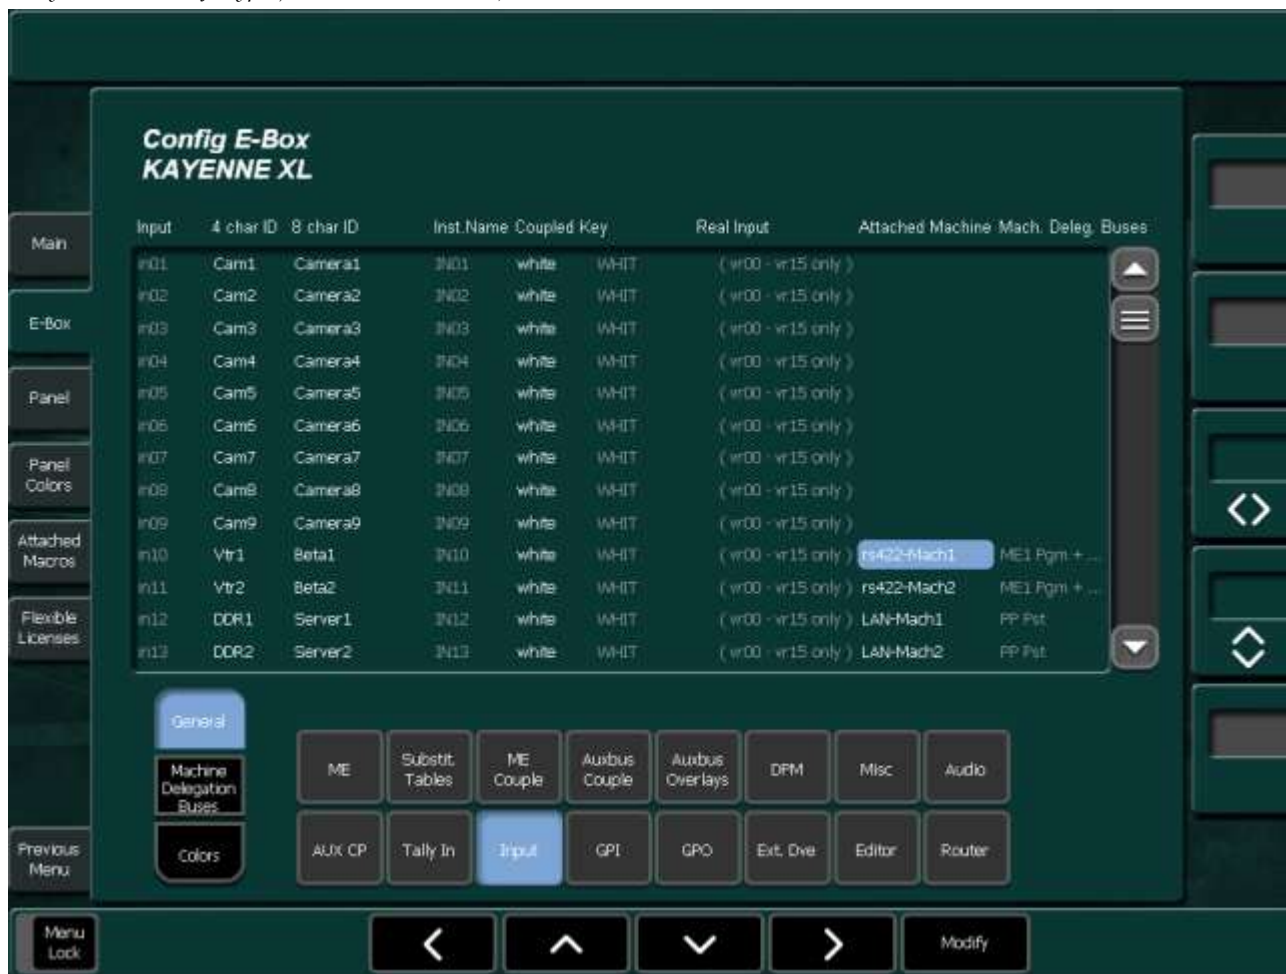 Config E-Box
KAYENNE XL
Input 4 char ID 8 char ID Inst.Name Coupled Key Real Input Attached Machine Mach. Deleg. Buses
in01 Cam1 Camera1 IN01 white WHIT ( vr00 - vr15 only )
in02 Cam2 Camera2 IN02 white WHIT ( vr00 - vr15 only )
in03 Cam3 Camera3 IN03 white WHIT ( vr00 - vr15 only )
in04 Cam4 Camera4 IN04 white WHIT ( vr00 - vr15 only )
in05 Cam5 Camera5 IN05 white WHIT ( vr00 - vr15 only )
in06 Cam6 Camera6 IN06 white WHIT ( vr00 - vr15 only )
in07 Cam7 Camera7 IN07 white WHIT ( vr00 - vr15 only )
in08 Cam8 Camera8 IN08 white WHIT ( vr00 - vr15 only )
in09 Cam9 Camera9 IN09 white WHIT ( vr00 - vr15 only )
in10 Vtr1 Beta1 IN10 white WHIT ( vr00 - vr15 only ) rs422-Mach1 ME1 Pgm + ...
in11 Vtr2 Beta2 IN11 white WHIT ( vr00 - vr15 only ) rs422-Mach2 ME1 Pgm + ...
in12 DDR1 Server1 IN12 white WHIT ( vr00 - vr15 only ) LAN-Mach1 PP Pst
in13 DDR2 Server2 IN13 white WHIT ( vr00 - vr15 only ) LAN-Mach2 PP Pst
Main
E-Box
Panel
Panel
Colors
Attached
Macros
Flexible
Licenses
Previous
Menu
General
Machine
Delegation
Buses
Colors
ME
Substit.
Tables
ME
Couple
Auxbus
Couple
Auxbus
Overlays
DPM
Misc
Audio
AUX CP
Tally In
Input
GPI
GPO
Ext. Dve
Editor
Router
Menu
Lock
Modify